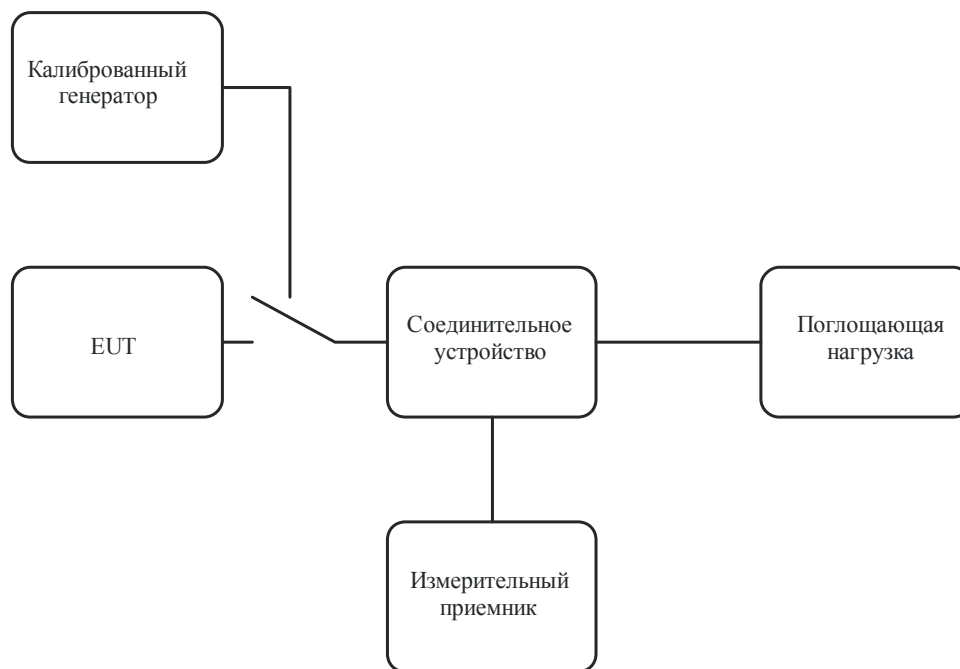 Калиброванный
генератор
EUT
Соединительное
устройство
Поглощающая
нагрузка
Измерительный
приемник